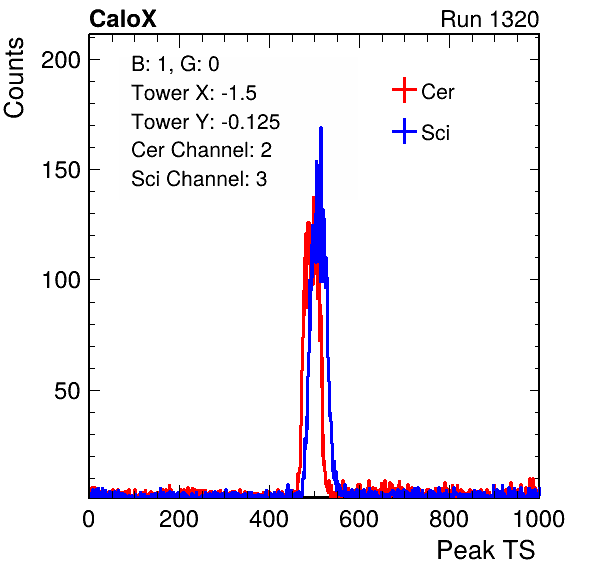 CaloX Run 1320
Counts
B: 1, G: 0
Tower X: -1.5
Tower Y: -0.125
Cer Channel: 2
Sci Channel: 3
Cer
Sci
200
150
100
50
0 200 400 600 800 1000
Peak TS